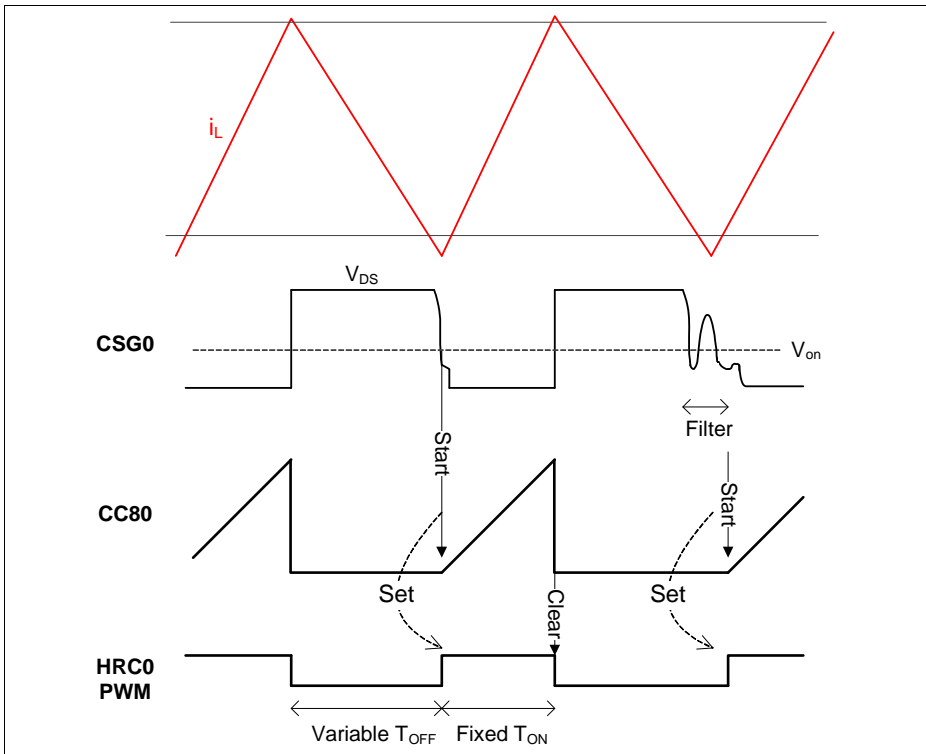 iL
VDS
CSG0
Von
Filter
Start
Start
CC80
Set
Set
Clear
HRC0
PWM
Variable TOFF
Fixed TON